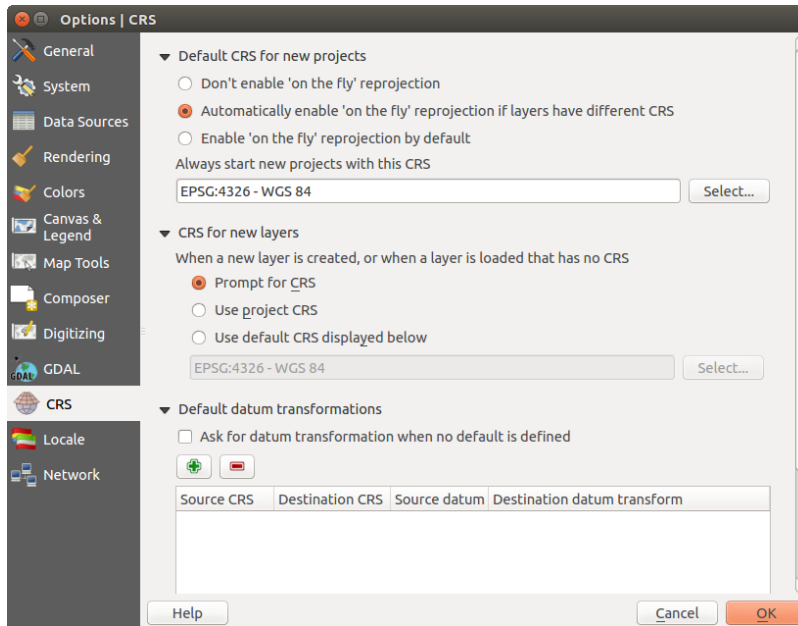 Options | CRS
General
System
Data Sources
Rendering
Colors
Canvas &
Legend
Map Tools
Composer
Digitizing
GDAL
GDAL
CRS
Locale
Network
Default CRS for new projects
Don't enable 'on the fly' reprojection
Automatically enable 'on the fly' reprojection if layers have different CRS
Enable 'on the fly' reprojection by default
Always start new projects with this CRS
EPSG:4326 - WGS 84 Select...
CRS for new layers
When a new layer is created, or when a layer is loaded that has no CRS
Prompt for CRS
Use project CRS
Use default CRS displayed below
EPSG:4326 - WGS 84 Select...
Default datum transformations
Ask for datum transformation when no default is defined
Source CRS Destination CRS Source datum Destination datum transform
Help Cancel OK